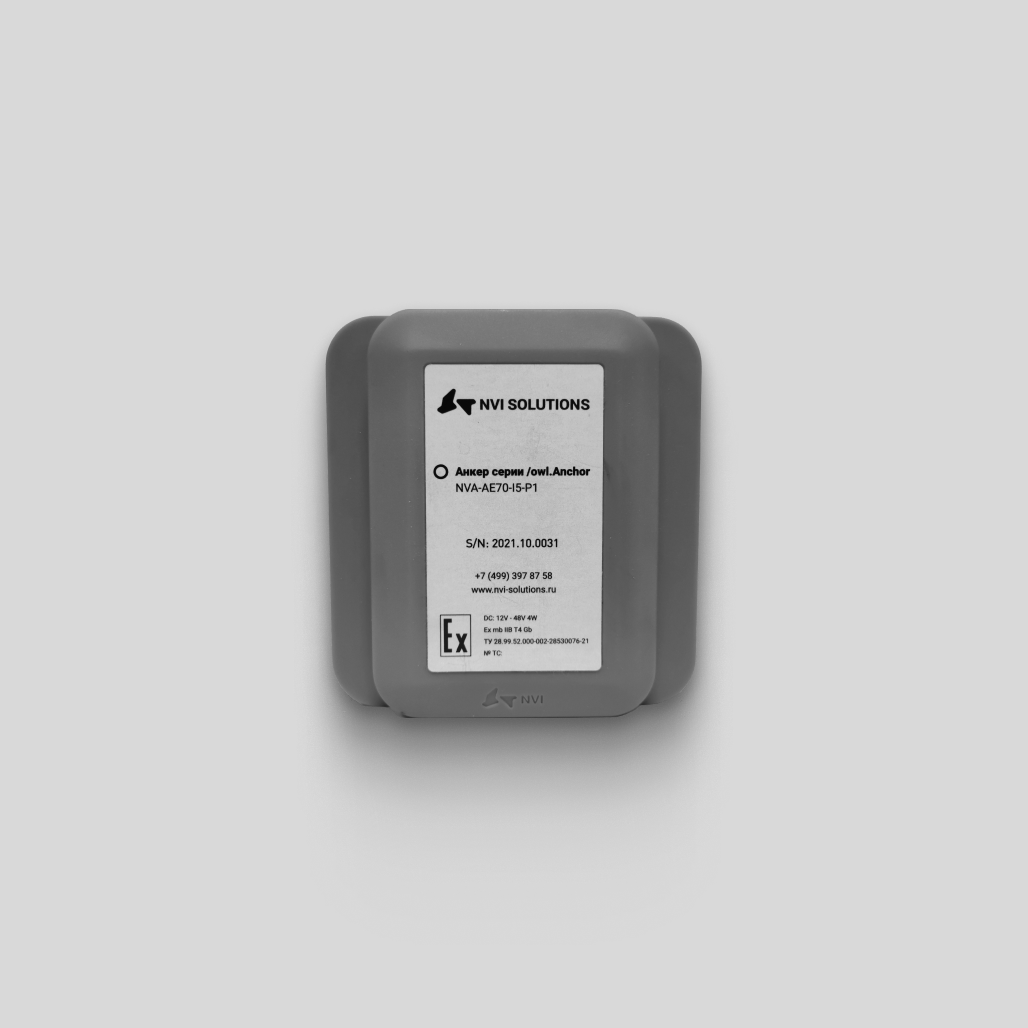 NVI SOLUTIONS
Анкер серии /owl.Anchor
NVA-AE70-I5-P1
S/N: 2021.10.0031
+7 (499) 397 87 58
www.nvi-solutions.ru
Ex
DC: 12V - 48V 4W
Ex mb IIB T4 Gb
ТУ 28.99.52.000-002-28530076-21
№ ТС:
NVI